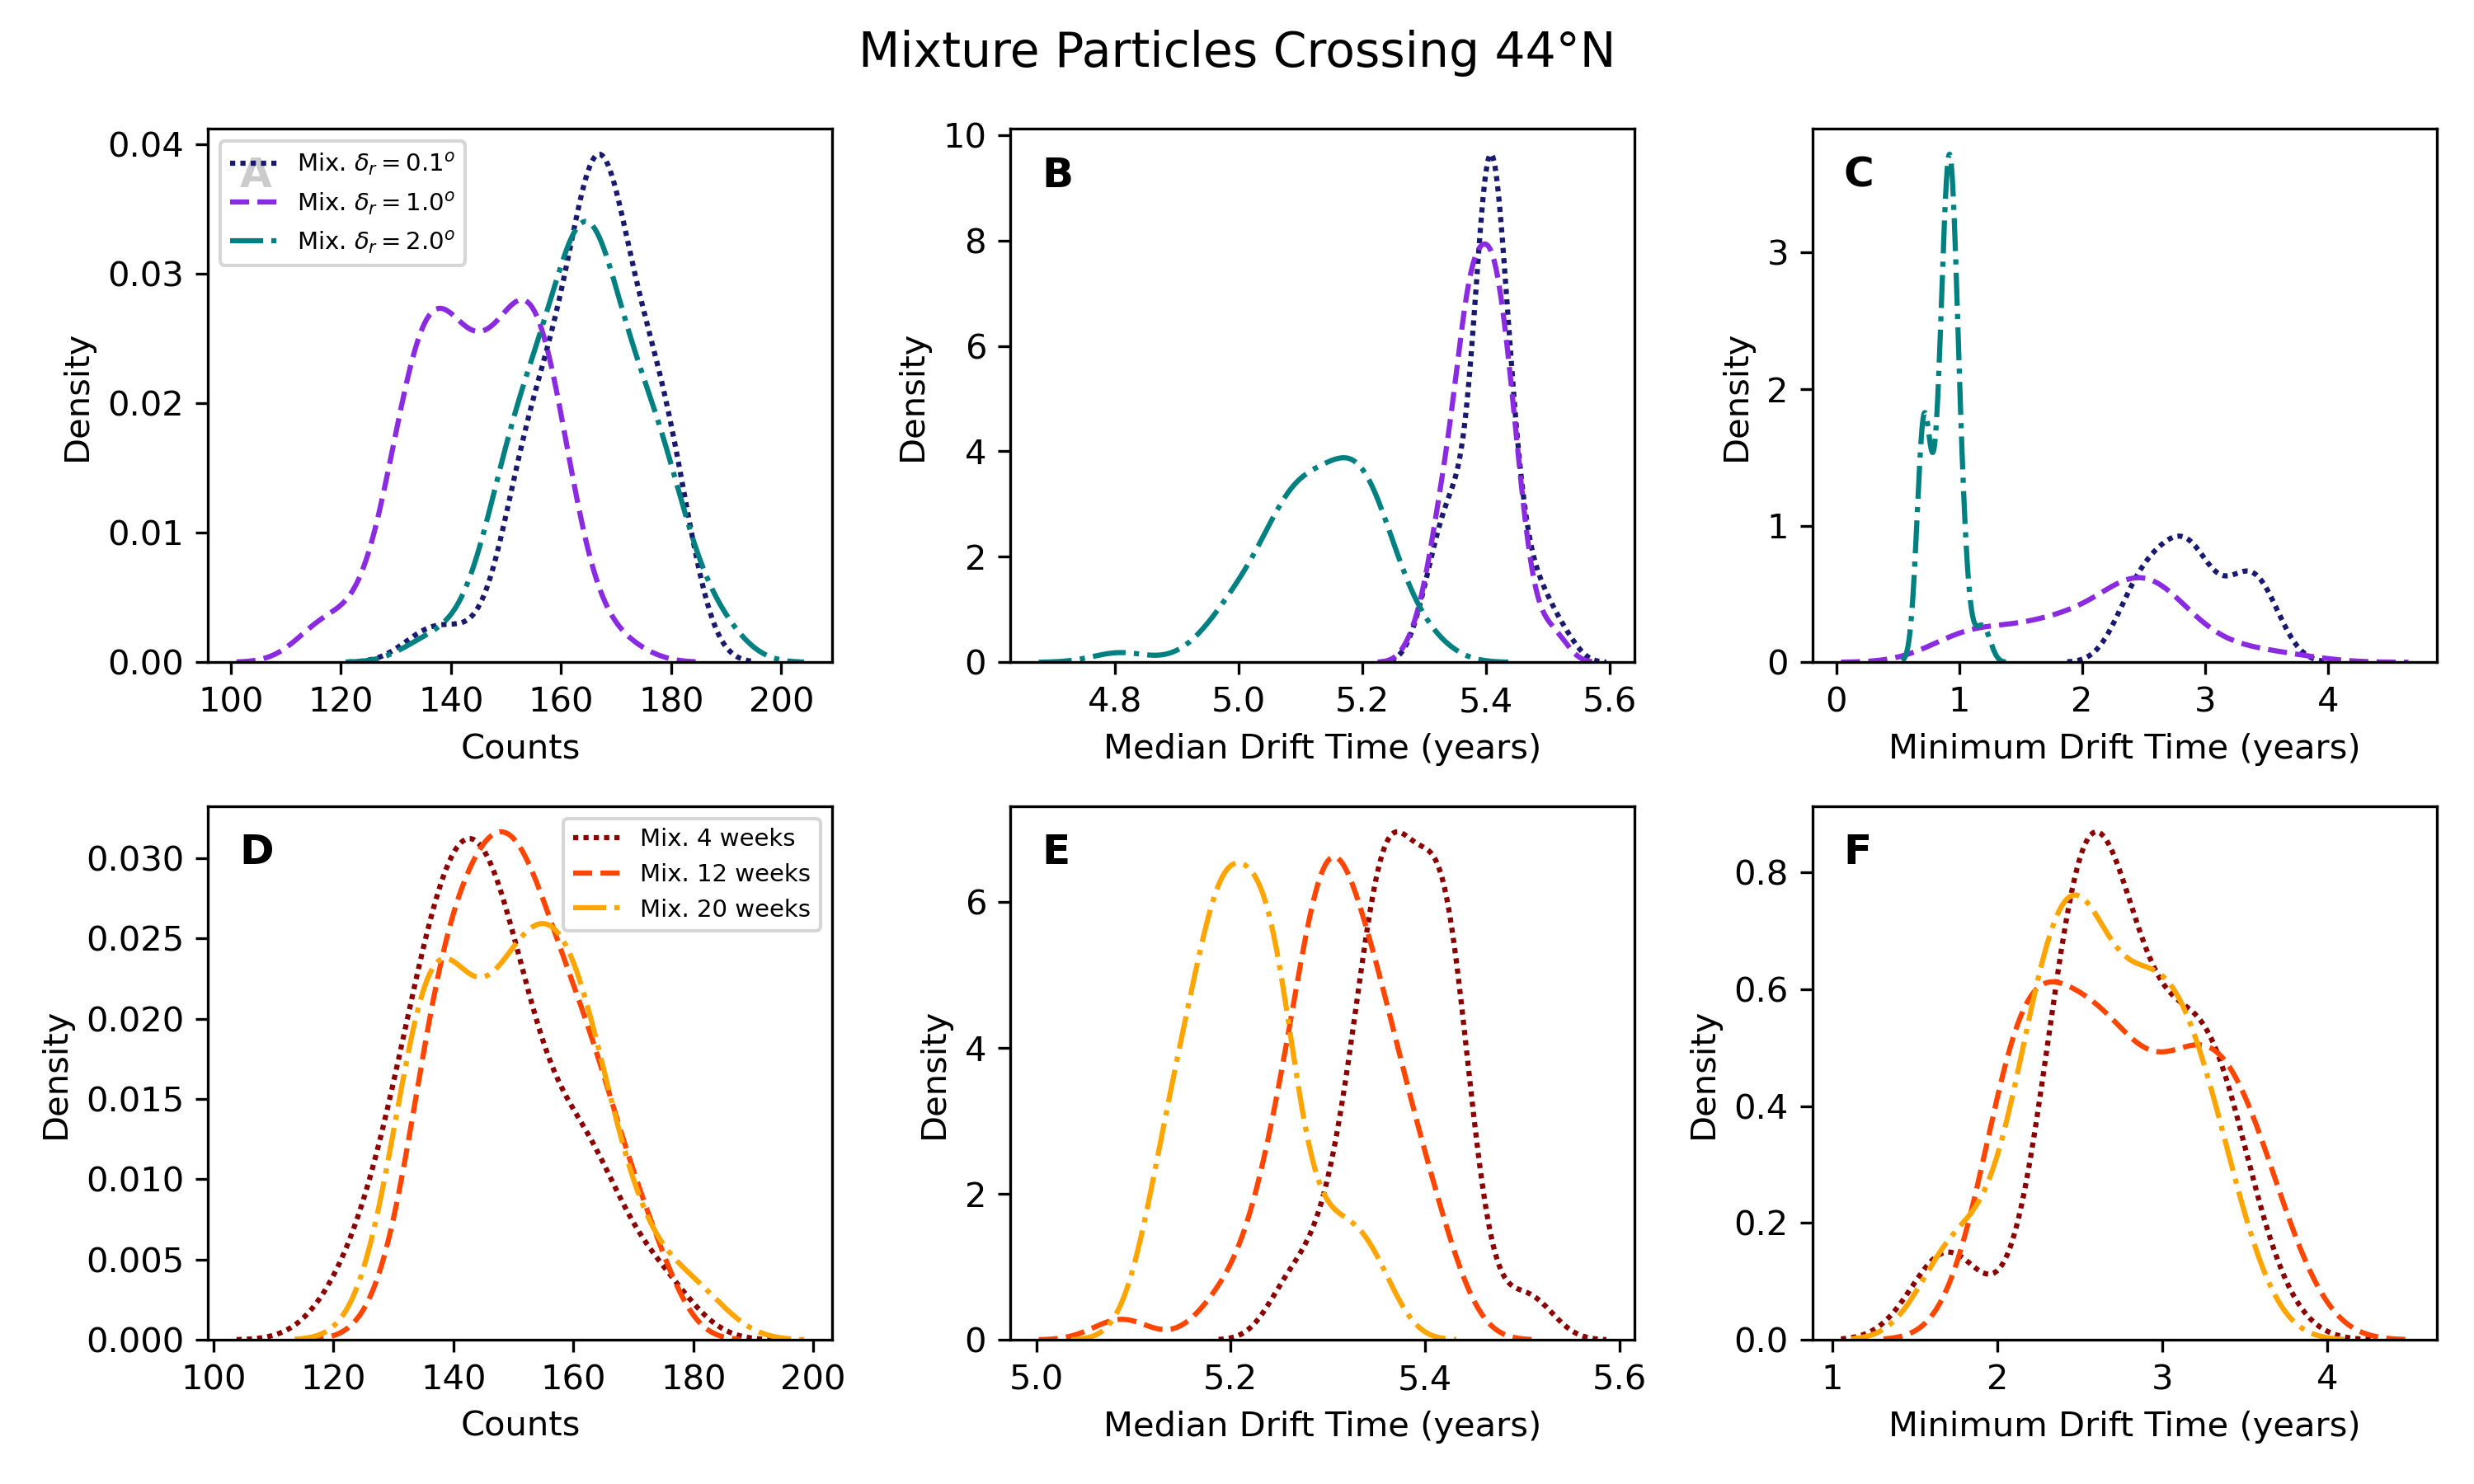 Mixture Particles Crossing 44°N
A
Mix. δr = 0.1o
Mix. δr = 1.0o
Mix. δr = 2.0o
0.04
0.03
0.02
0.01
0.00
Density
100 120 140 160 180 200
Counts
B
10
8
6
4
2
0
Density
4.8 5.0 5.2 5.4 5.6
Median Drift Time (years)
C
3
2
1
0
Density
0 1 2 3 4
Minimum Drift Time (years)
D
Mix. 4 weeks
Mix. 12 weeks
Mix. 20 weeks
0.030
0.025
0.020
0.015
0.010
0.005
0.000
Density
100 120 140 160 180 200
Counts
E
6
4
2
0
Density
5.0 5.2 5.4 5.6
Median Drift Time (years)
F
0.8
0.6
0.4
0.2
0.0
Density
1 2 3 4
Minimum Drift Time (years)